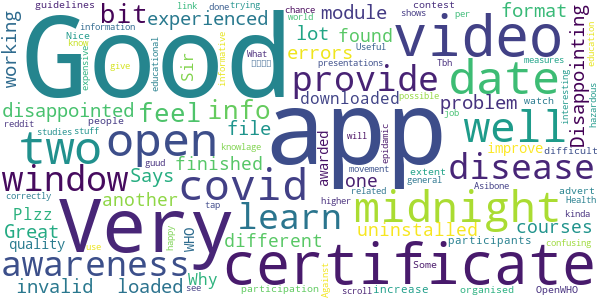 Good
app
Very
certificate
video
date
midnight
covid
open
two
window
awareness
well
disease
learn
provide
feel
info
bit
experienced
lot
found
module
errors
format
problem
downloaded
file
disappointed
working
Sir
finished
Says
another
Great
Plzz
quality
Why
WHO
different
invalid
loaded
awarded
one
uninstalled
participants
increase
courses
improve
Disappointing
guidelines
information
Nice
know
expensives
give
educational
link
done
trying
informative
What
Useful
presentations
Tbh
world
contest
chance
shows
per
measures
education
hazardous
interesting
watch
possible
job
will
epidamic
people
reddit
studies
stuff
guud
knowlage
movement
related
to
correctly
use
happy
tap
see
higher
participation
Against
Some
scroll
general
extent
difficult
Asibone
advert
Health
kinda
confusing
organised
OpenWHO